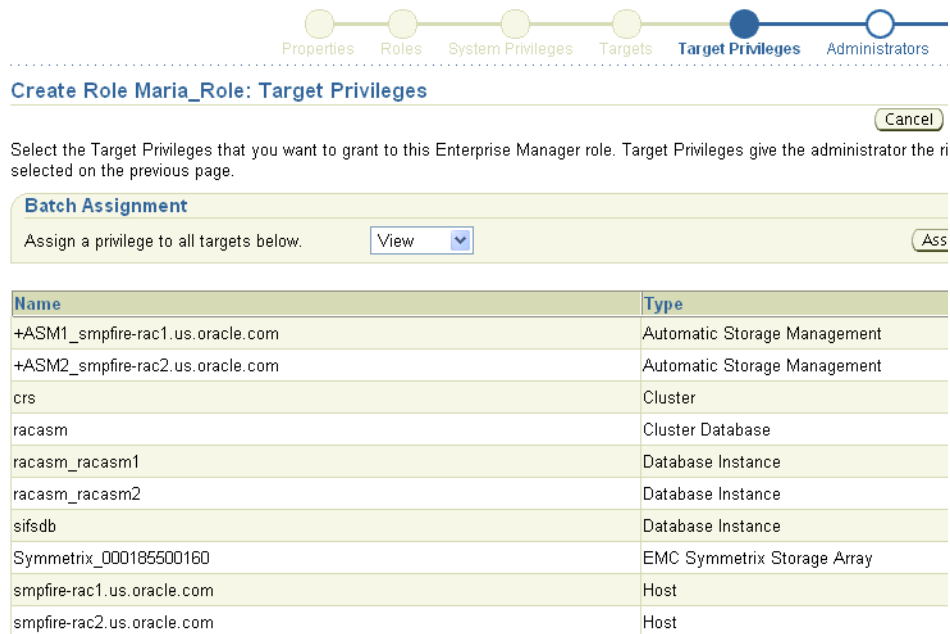 Properties Roles System Privileges Targets Target Privileges Administrators
Create Role Maria_Role: Target Privileges
Cancel
Select the Target Privileges that you want to grant to this Enterprise Manager role. Target Privileges give the administrator the ri
selected on the previous page.
Batch Assignment
Assign a privilege to all targets below. View Ass
Name Type
+ASM1_smpfire-rac1.us.oracle.com Automatic Storage Management
+ASM2_smpfire-rac2.us.oracle.com Automatic Storage Management
crs Cluster
racasm Cluster Database
racasm_racasm1 Database Instance
racasm_racasm2 Database Instance
sifsdb Database Instance
Symmetrix_000185500160 EMC Symmetrix Storage Array
smpfire-rac1.us.oracle.com Host
smpfire-rac2.us.oracle.com Host